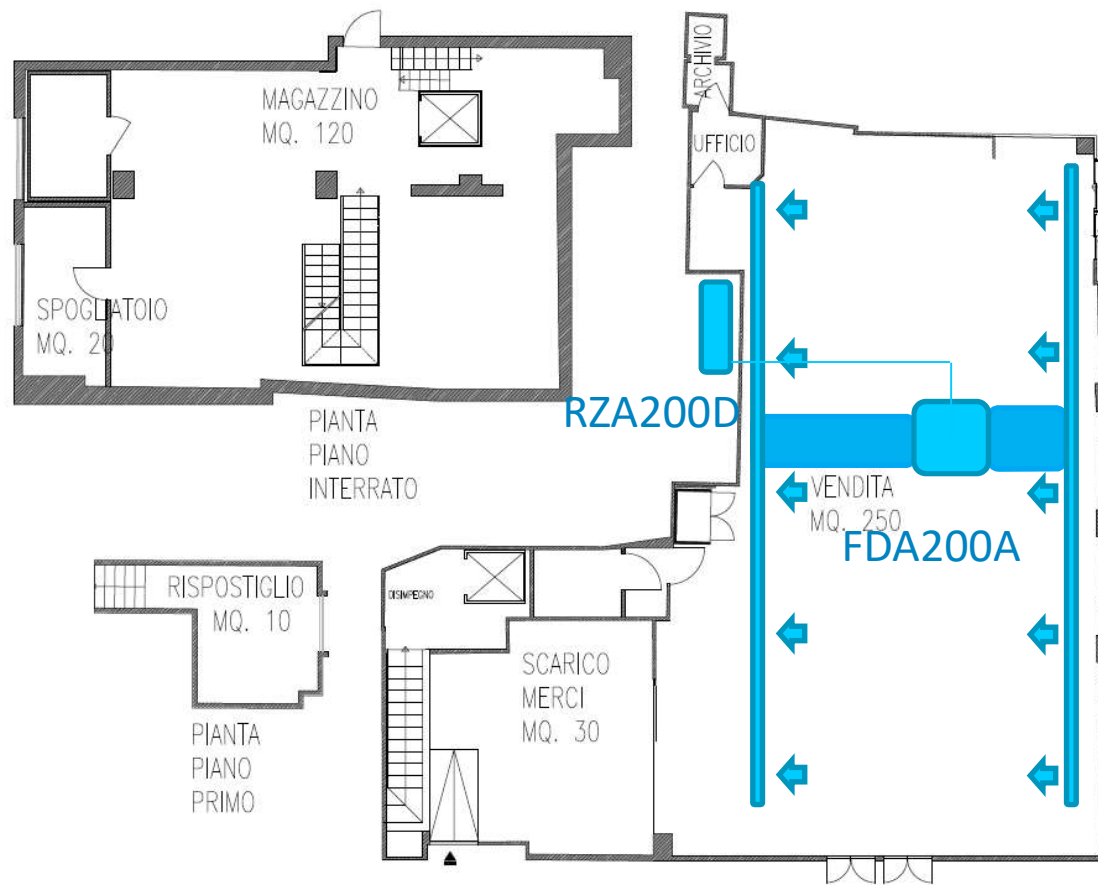 MAGAZZINO
MQ. 120
ARCHIVIO
UFFICIO
SPOGLIATOIO
MQ. 20
PIANTA
PIANO
INTERRATO
RZA200D
VENDITA
MQ. 250
FDA200A
RISPOSTIGLIO
MQ. 10
DISIMPEGNO
SCARICO
MERCI
MQ. 30
PIANTA
PIANO
PRIMO